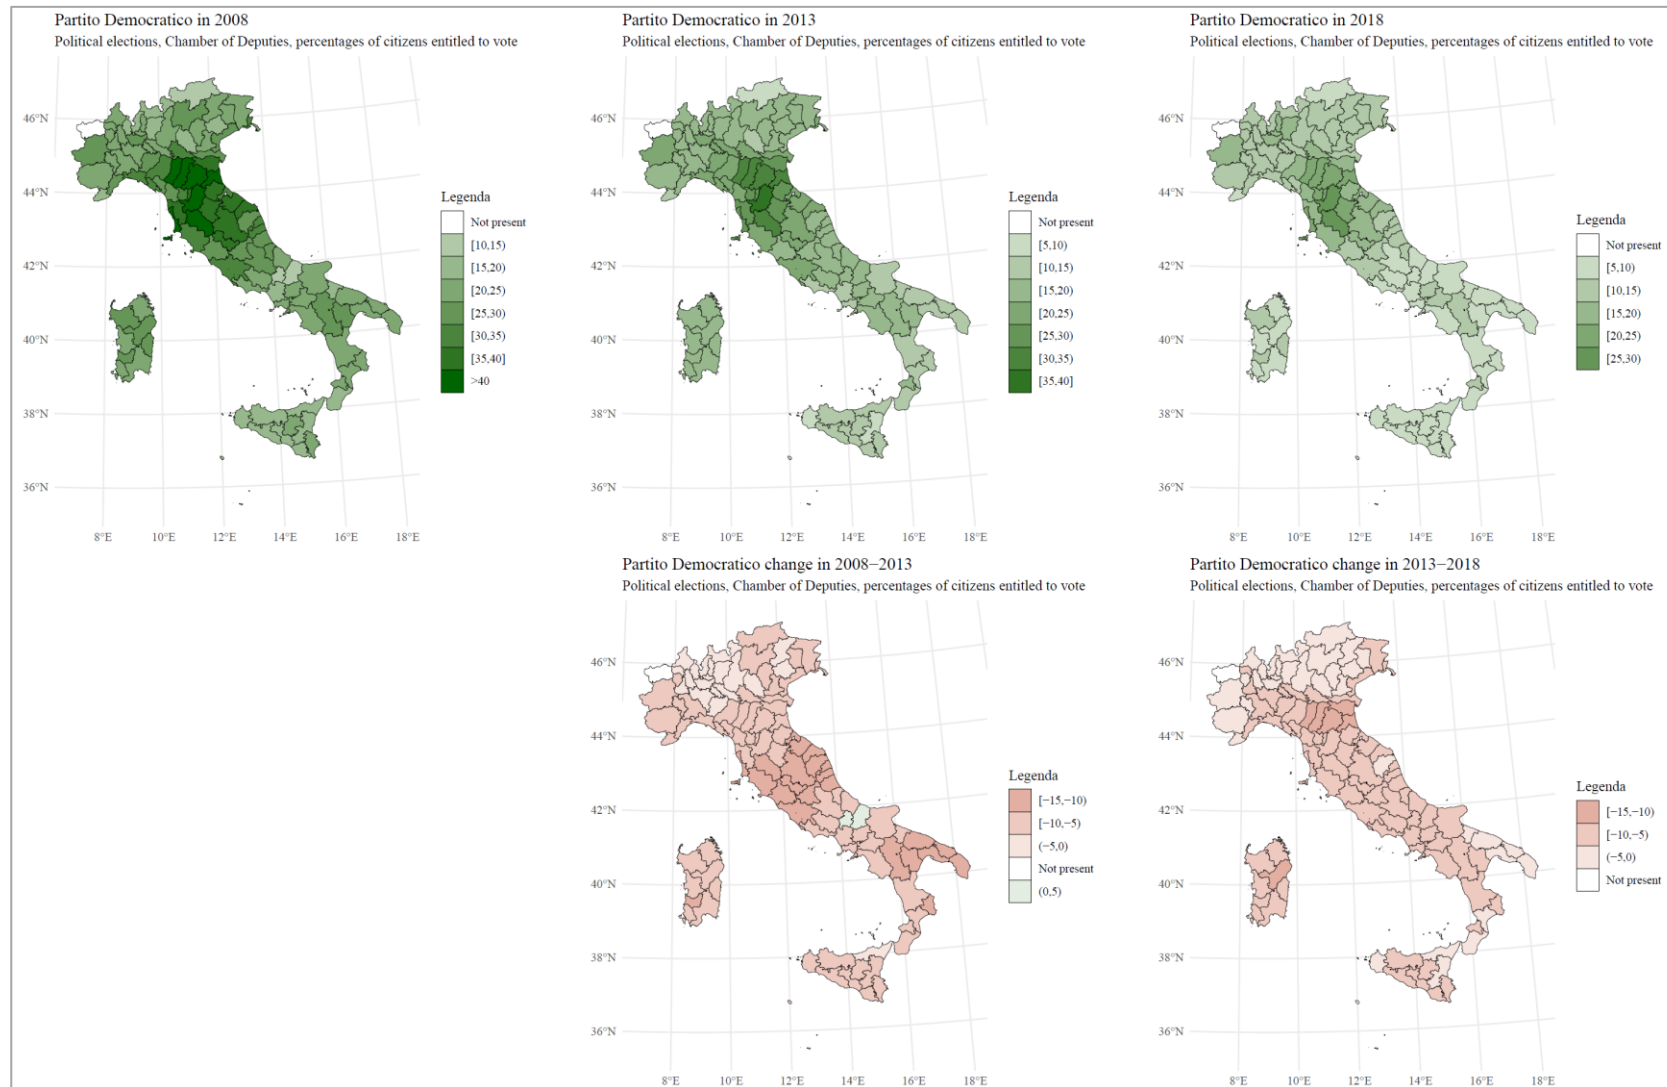 Partito Democratico in 2008
Political elections, Chamber of Deputies, percentages of citizens entitled to vote
46°N
44°N
42°N
40°N
38°N
36°N
8°E 10°E 12°E 14°E 16°E 18°E
Legenda
Not present
[10,15)
[15,20)
[20,25)
[25,30)
[30,35)
[35,40]
>40
Partito Democratico in 2013
Political elections, Chamber of Deputies, percentages of citizens entitled to vote
46°N
44°N
42°N
40°N
38°N
36°N
8°E 10°E 12°E 14°E 16°E 18°E
Legenda
Not present
[5,10)
[10,15)
[15,20)
[20,25)
[25,30)
[30,35)
[35,40]
Partito Democratico in 2018
Political elections, Chamber of Deputies, percentages of citizens entitled to vote
46°N
44°N
42°N
40°N
38°N
36°N
8°E 10°E 12°E 14°E 16°E 18°E
Legenda
Not present
[5,10)
[10,15)
[15,20)
[20,25)
[25,30)
Partito Democratico change in 2008−2013
Political elections, Chamber of Deputies, percentages of citizens entitled to vote
46°N
44°N
42°N
40°N
38°N
36°N
8°E 10°E 12°E 14°E 16°E 18°E
Legenda
[−15,−10)
[−10,−5)
(−5,0)
Not present
(0,5)
Partito Democratico change in 2013−2018
Political elections, Chamber of Deputies, percentages of citizens entitled to vote
46°N
44°N
42°N
40°N
38°N
36°N
8°E 10°E 12°E 14°E 16°E 18°E
Legenda
[−15,−10)
[−10,−5)
(−5,0)
Not present